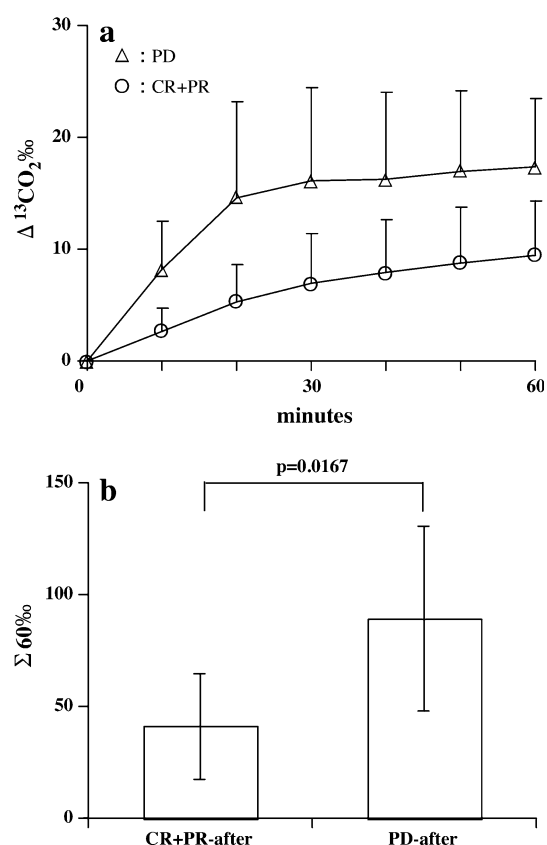 30
a
△ : PD
○ : CR+PR
20
Δ ¹³CO₂‰
10
0
0 30 60
minutes
150
b
p=0.0167
100
Σ 60‰
50
0
CR+PR-after PD-after